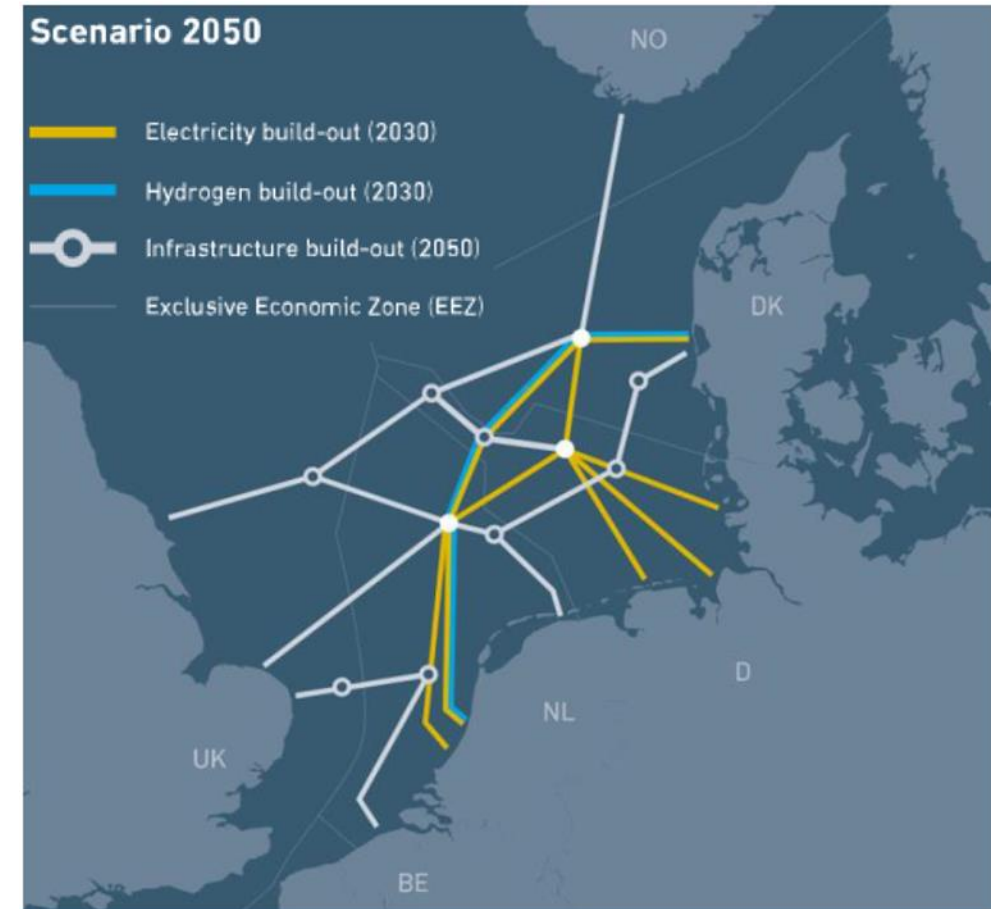 Scenario 2050
NO
Electricity build-out (2030)
Hydrogen build-out (2030)
Infrastructure build-out (2050)
Exclusive Economic Zone (EEZ)
DK
D
NL
UK
BE